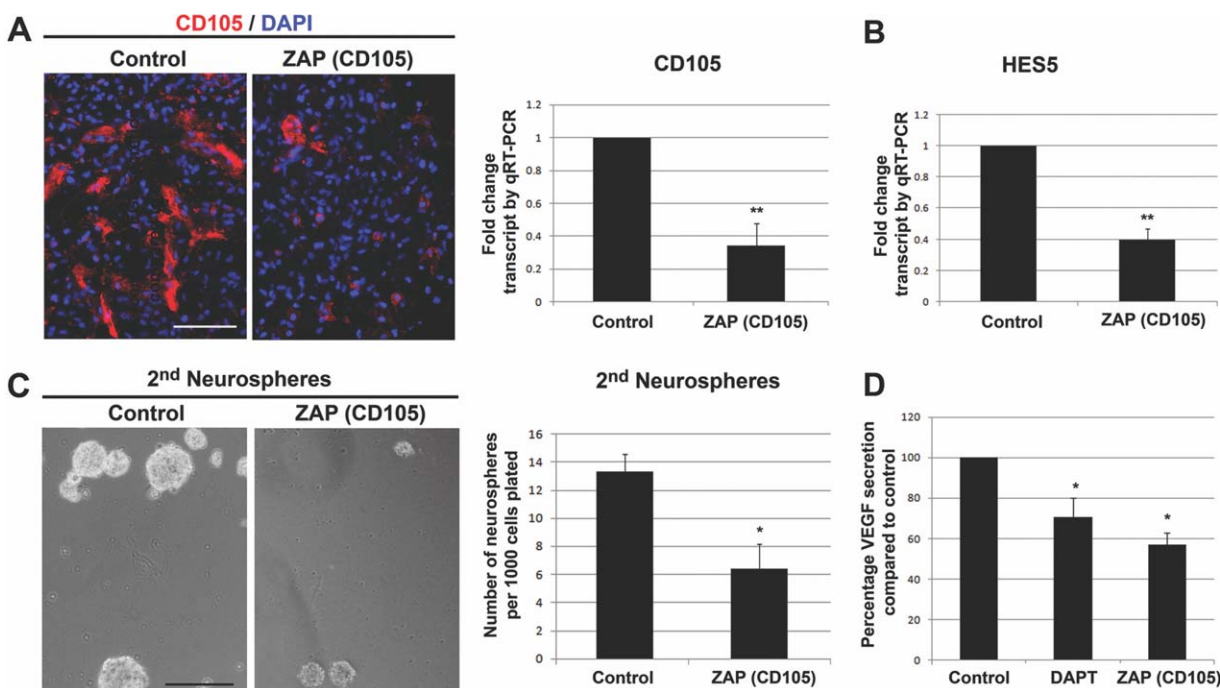 A
CD105 / DAPI
Control
ZAP (CD105)
CD105
Fold change
transcript by qRT-PCR
1.2
1
0.8
0.6
0.4
0.2
0
**
Control
ZAP (CD105)
B
HES5
Fold change
transcript by qRT-PCR
1.2
1
0.8
0.6
0.4
0.2
0
**
Control
ZAP (CD105)
C
2nd Neurospheres
Control
ZAP (CD105)
2nd Neurospheres
Number of neurospheres
per 1000 cells plated
16
14
12
10
8
6
4
2
0
*
Control
ZAP (CD105)
D
Percentage VEGF secretion
compared to control
120
100
80
60
40
20
0
*
*
Control
DAPT
ZAP (CD105)